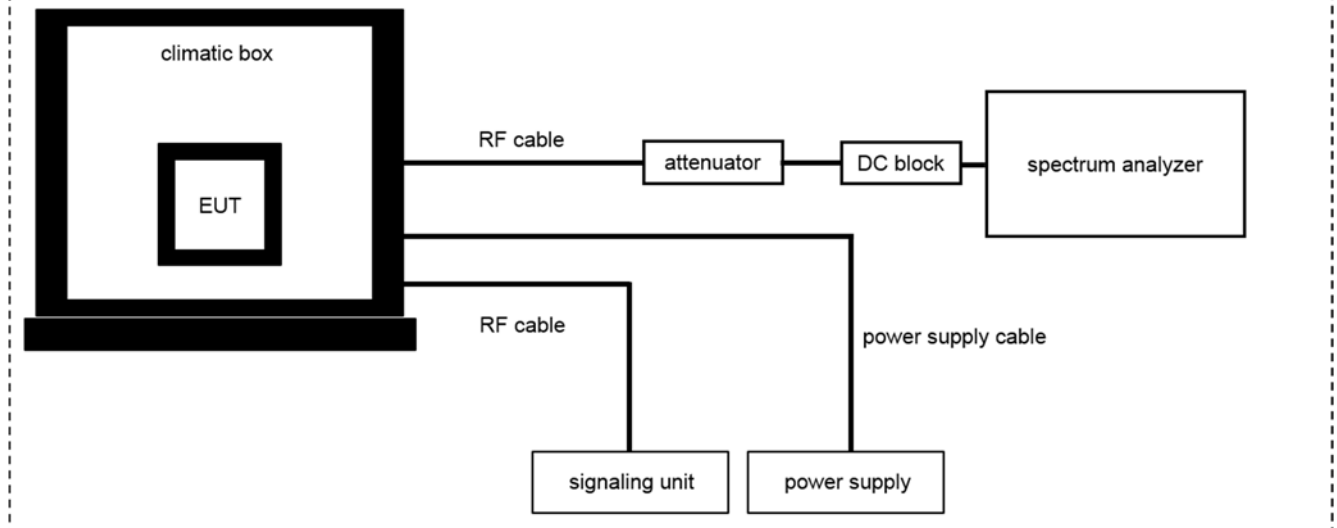 climatic box
EUT
RF cable
attenuator
DC block
spectrum analyzer
RF cable
power supply cable
signaling unit
power supply